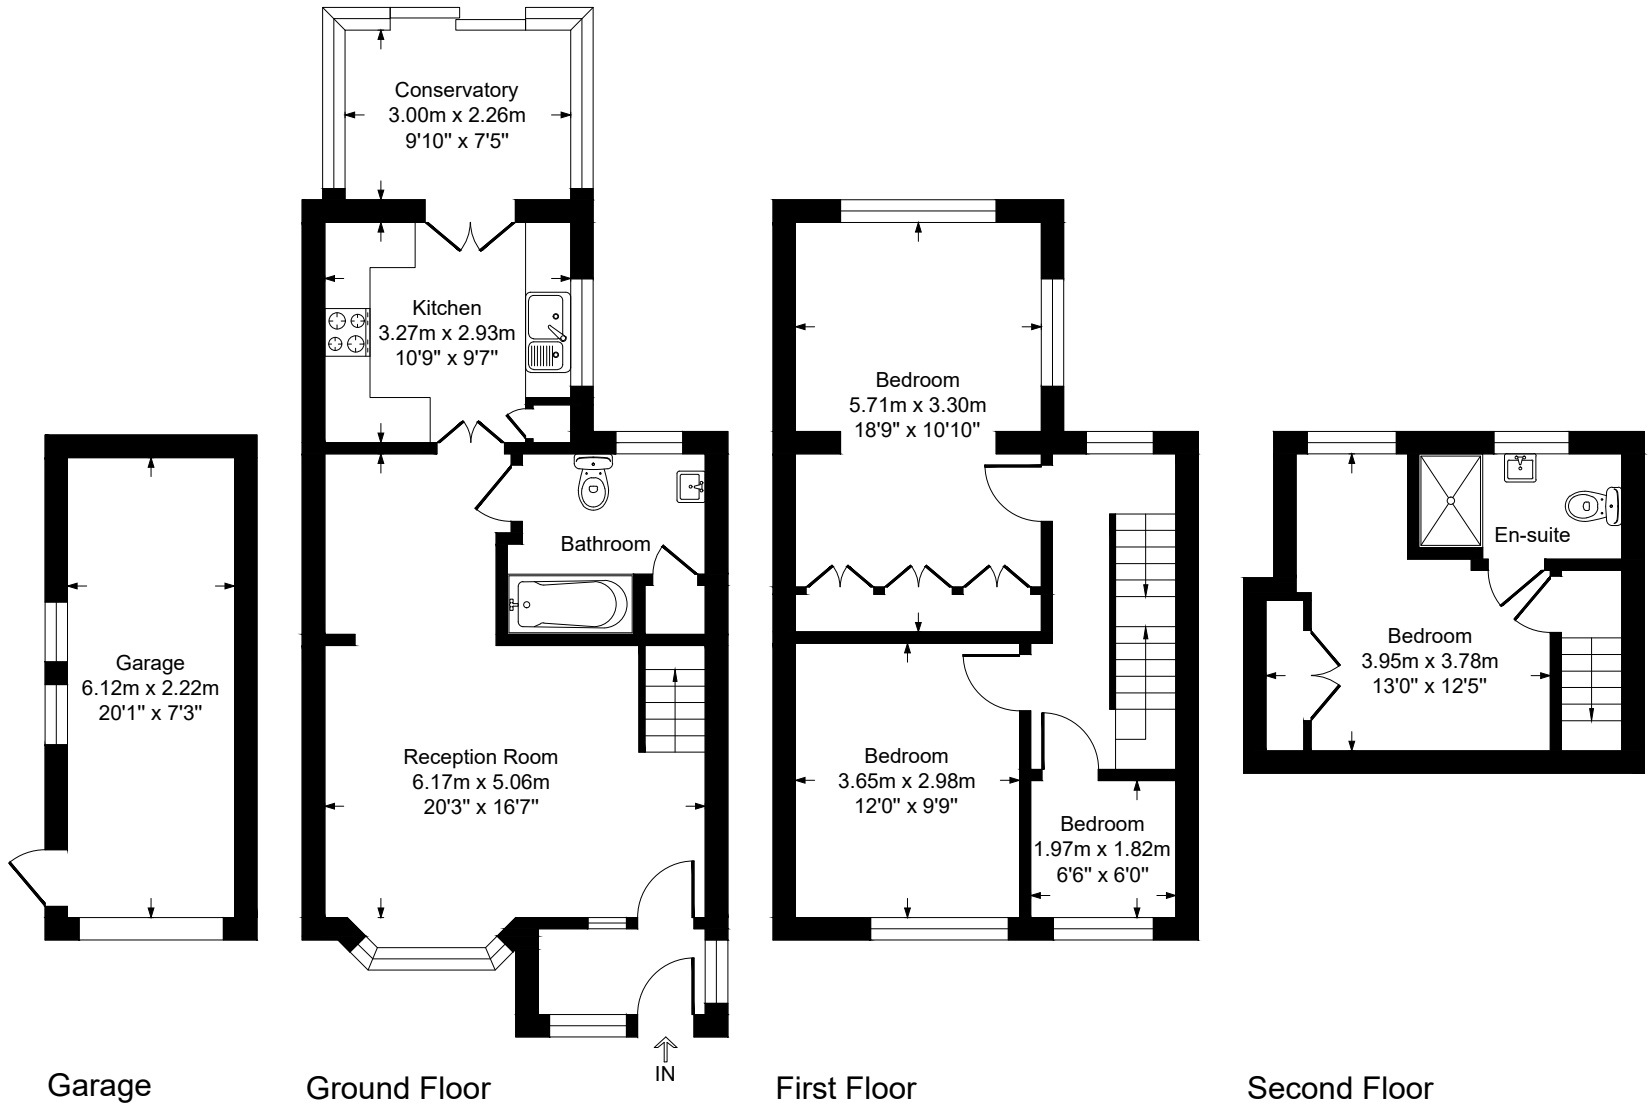 Conservatory
3.00m x 2.26m
9'10" x 7'5"
Kitchen
3.27m x 2.93m
10'9" x 9'7"
Bathroom
Reception Room
6.17m x 5.06m
20'3" x 16'7"
IN
Garage
6.12m x 2.22m
20'1" x 7'3"
Bedroom
5.71m x 3.30m
18'9" x 10'10"
Bedroom
3.65m x 2.98m
12'0" x 9'9"
Bedroom
1.97m x 1.82m
6'6" x 6'0"
En-suite
Bedroom
3.95m x 3.78m
13'0" x 12'5"
Garage
Ground Floor
First Floor
Second Floor